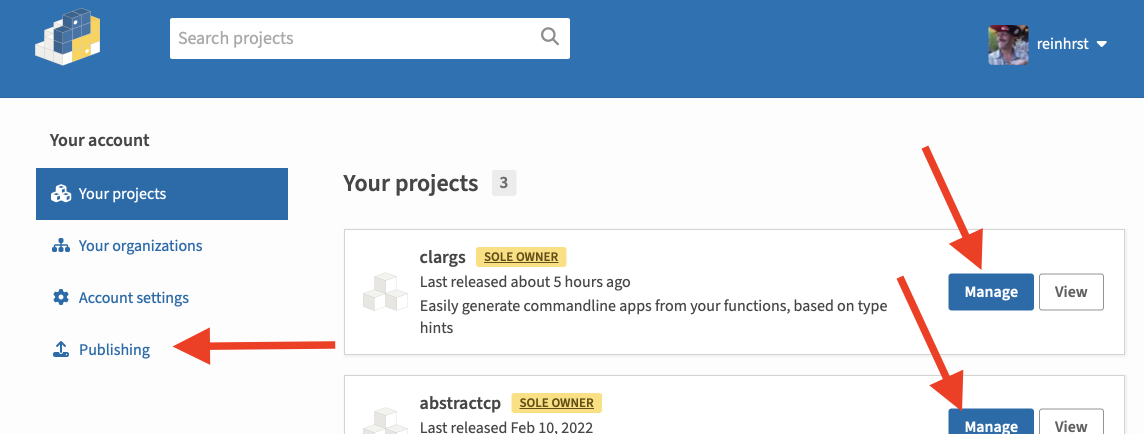 Search projects
reinhrst
Your account
Your projects
Your organizations
Account settings
Publishing
Your projects 3
clargs SOLE OWNER
Last released about 5 hours ago
Easily generate commandline apps from your functions, based on type
hints
Manage View
abstractcp SOLE OWNER
Last released Feb 10, 2022
Manage View